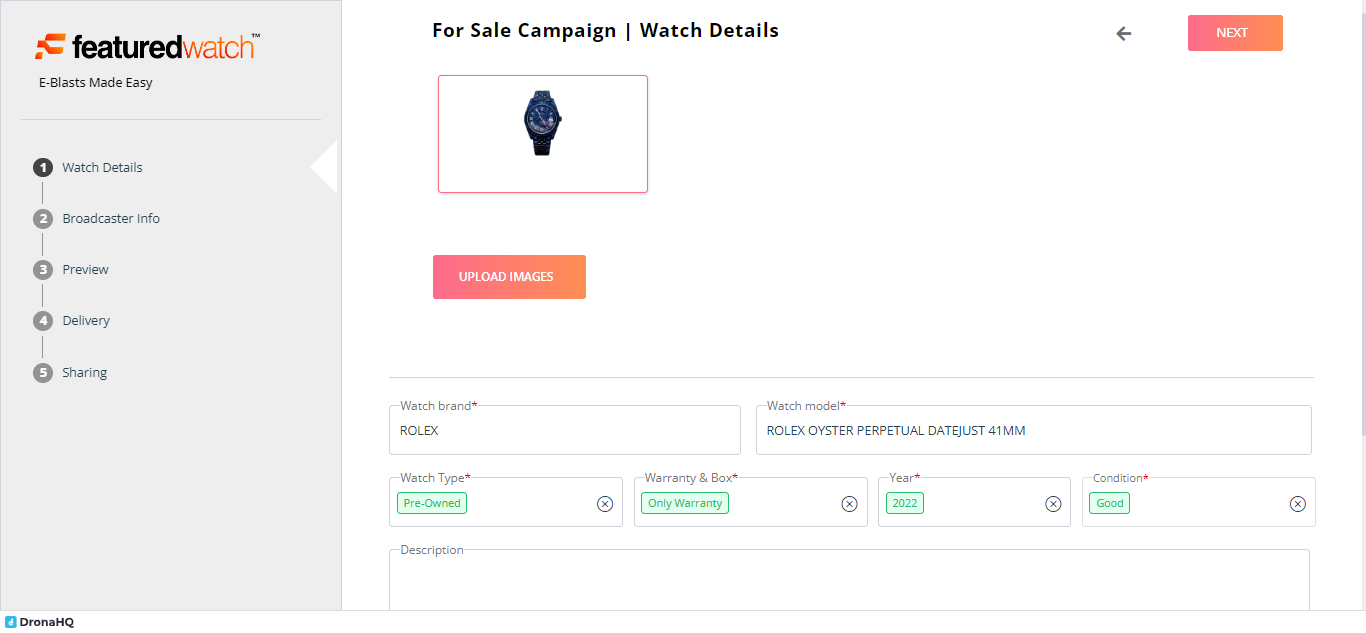 featuredwatch™
E-Blasts Made Easy
1 Watch Details
2 Broadcaster Info
3 Preview
4 Delivery
5 Sharing
For Sale Campaign | Watch Details
NEXT
UPLOAD IMAGES
Watch brand*
ROLEX
Watch model*
ROLEX OYSTER PERPETUAL DATEJUST 41MM
Watch Type*
Pre-Owned
Warranty & Box*
Only Warranty
Year*
2022
Condition*
Good
Description
d DronaHQ